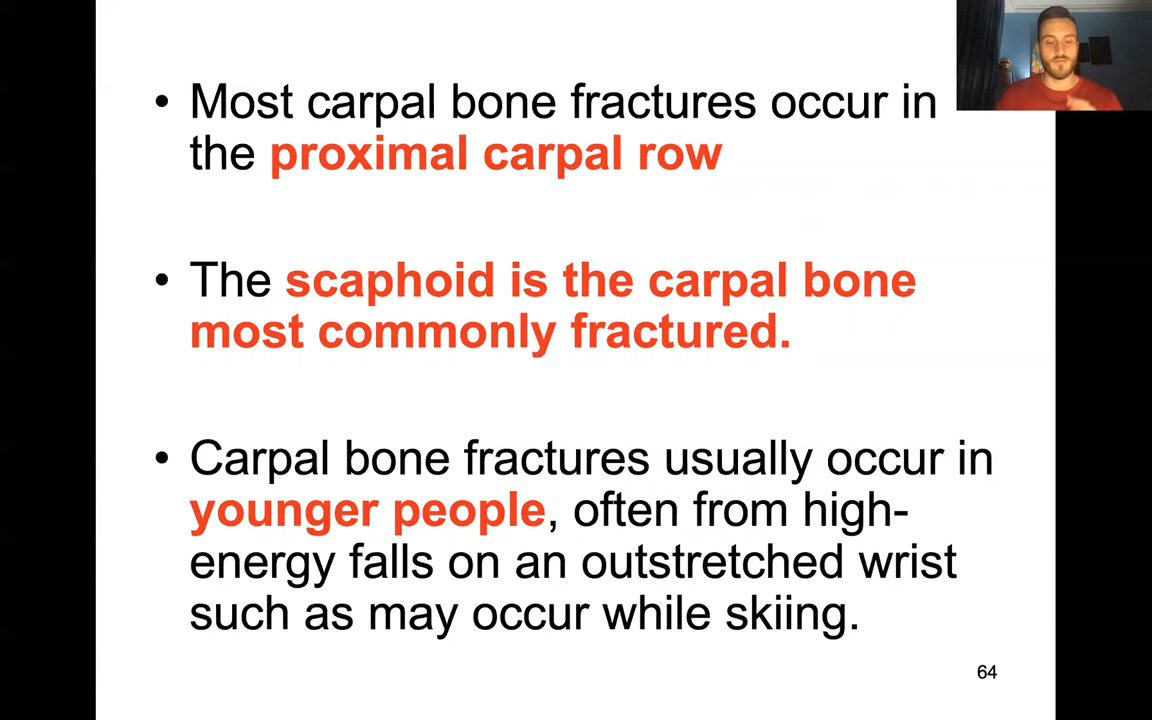 • Most carpal bone fractures occur in
the proximal carpal row
• The scaphoid is the carpal bone
most commonly fractured.
• Carpal bone fractures usually occur in
younger people, often from high-
energy falls on an outstretched wrist
such as may occur while skiing.
64